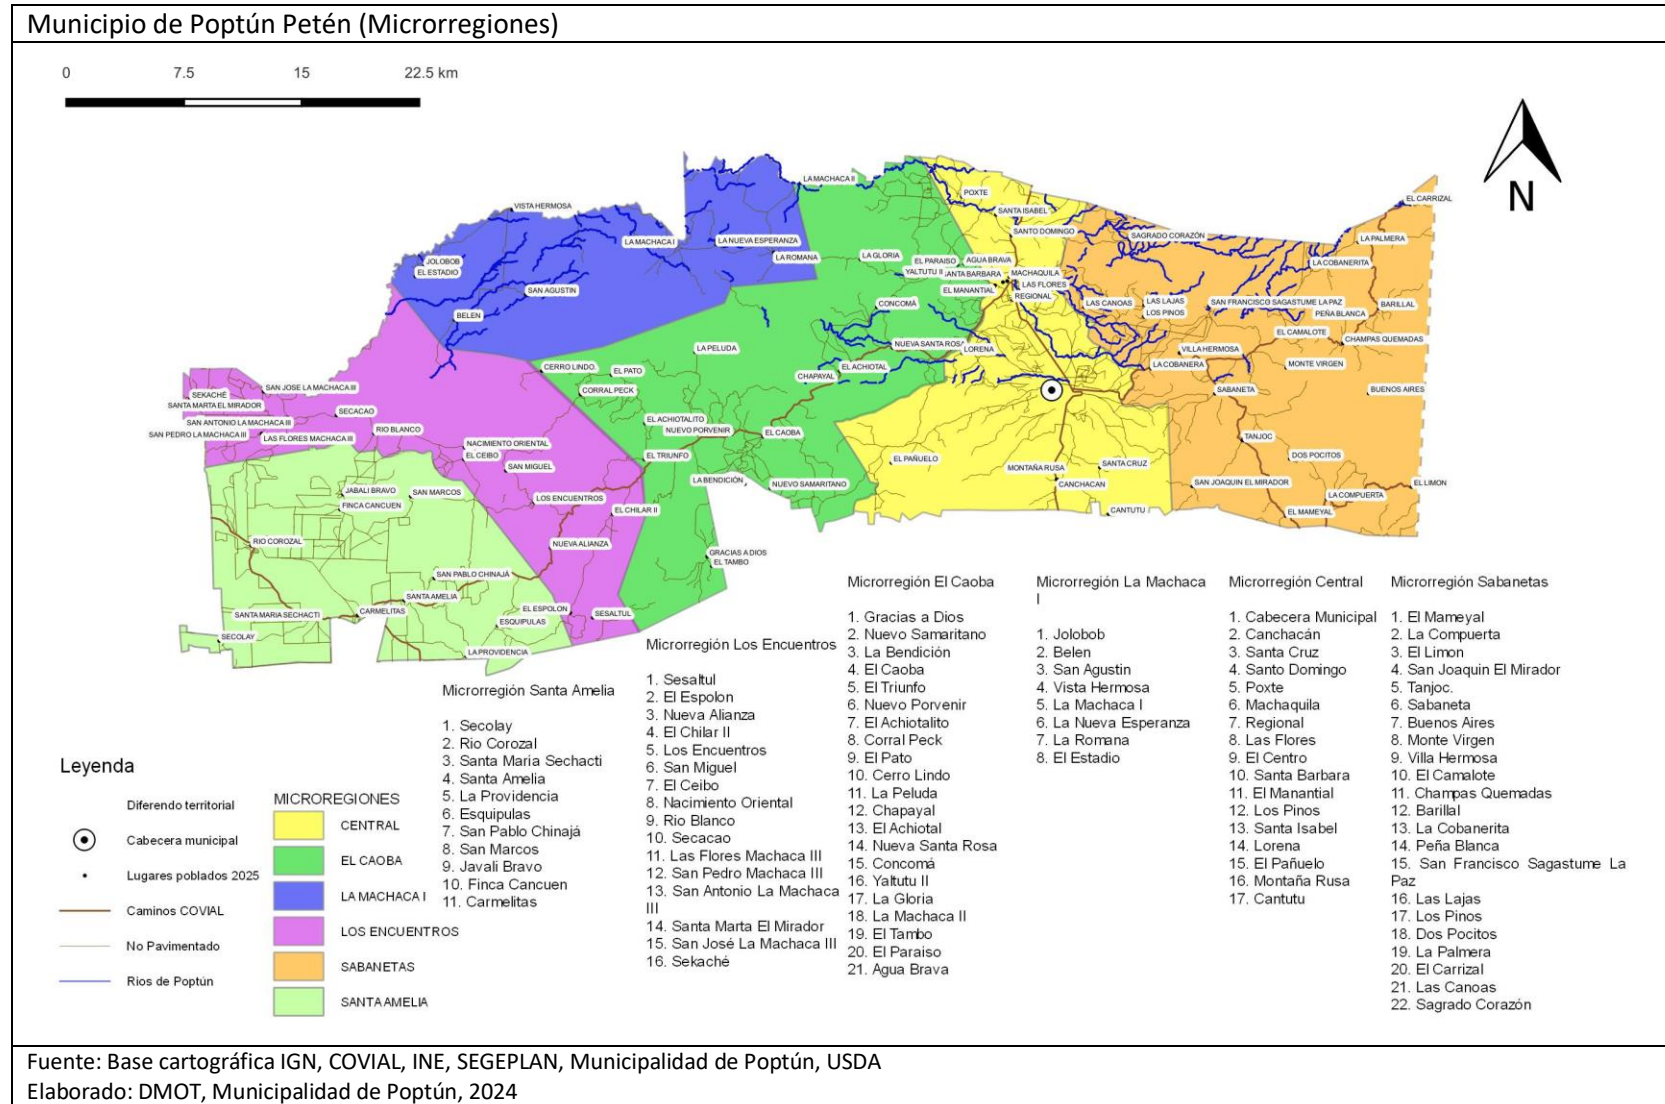 Municipio de Poptún Petén (Microrregiones)
0 7.5 15 22.5 km
N
LA MACHACA II
POXTE
EL CARRIZAL
VISTA HERMOSA
SANTA ISABEL
LA MACHACA I
LA NUEVA ESPERANZA
SANTO DOMINGO
SAGRADO CORAZÓN
LA PALMERA
LA ROMANA
LA GLORIA
EL PARAISO
AGUA BRAVA
JOLOBOB
EL ESTADIO
YALTUTU II
SANTA BARBARA
MACHAQUILA
LA COBANERITA
SAN AGUSTIN
EL MANANTIAL
LAS FLORES
REGIONAL
CONCOMÁ
LAS CANOAS
LAS LAJAS
LOS PINOS
SAN FRANCISCO SAGASTUME LA PAZ
BARILLAL
PEÑA BLANCA
BELEN
EL CAMALOTE
CHAMPAS QUEMADAS
LA PELUDA
NUEVA SANTA ROSA
LORENA
VILLA HERMOSA
CERRO LINDO.
EL PATO
CHAPAYAL
EL ACHIOTAL
LA COBANERA
MONTE VIRGEN
SAN JOSE LA MACHACA III
CORRAL PECK
SABANETA
BUENOS AIRES
SEKACHÉ
SANTA MARTA EL MIRADOR
SECACAO
SAN ANTONIO LA MACHACA III
EL ACHIOTALITO
NUEVO PORVENIR
EL CAOBA
SAN PEDRO LA MACHACA III
LAS FLORES MACHACA III
RIO BLANCO
TANJOC
NACIMIENTO ORIENTAL
EL CEIBO
EL TRIUNFO
EL PAÑUELO
DOS POCITOS
SAN MIGUEL
MONTAÑA RUSA
SANTA CRUZ
LA BENDICIÓN
NUEVO SAMARITANO
CANCHACAN
SAN JOAQUIN EL MIRADOR
EL LIMON
JABALI BRAVO
SAN MARCOS
LOS ENCUENTROS
LA COMPUERTA
FINCA CANCUEN
EL CHILAR II
CANTUTU
EL MAMEYAL
RIO COROZAL
NUEVA ALIANZA
GRACIAS A DIOS
EL TAMBO
SAN PABLO CHINAJÁ
SANTA AMELIA
SANTA MARIA SECHACTI
CARMELITAS
EL ESPOLON
SESALTUL
ESQUIPULAS
SECOLAY
LA PROVIDENCIA
Microrregión Santa Amelia
1. Secolay
2. Rio Corozal
3. Santa Maria Sechacti
4. Santa Amelia
5. La Providencia
6. Esquipulas
7. San Pablo Chinajá
8. San Marcos
9. Javali Bravo
10. Finca Cancuen
11. Carmelitas
Microrregión Los Encuentros
1. Sesaltul
2. El Espolon
3. Nueva Alianza
4. El Chilar II
5. Los Encuentros
6. San Miguel
7. El Ceibo
8. Nacimiento Oriental
9. Rio Blanco
10. Secacao
11. Las Flores Machaca III
12. San Pedro Machaca III
13. San Antonio La Machaca
III
14. Santa Marta El Mirador
15. San José La Machaca III
16. Sekaché
Microrregión El Caoba
1. Gracias a Dios
2. Nuevo Samaritano
3. La Bendición
4. El Caoba
5. El Triunfo
6. Nuevo Porvenir
7. El Achiotalito
8. Corral Peck
9. El Pato
10. Cerro Lindo
11. La Peluda
12. Chapayal
13. El Achiotal
14. Nueva Santa Rosa
15. Concomá
16. Yaltutu II
17. La Gloria
18. La Machaca II
19. El Tambo
20. El Paraiso
21. Agua Brava
Microrregión La Machaca
I
1. Jolobob
2. Belen
3. San Agustin
4. Vista Hermosa
5. La Machaca I
6. La Nueva Esperanza
7. La Romana
8. El Estadio
Microrregión Central
1. Cabecera Municipal
2. Canchacán
3. Santa Cruz
4. Santo Domingo
5. Poxte
6. Machaquila
7. Regional
8. Las Flores
9. El Centro
10. Santa Barbara
11. El Manantial
12. Los Pinos
13. Santa Isabel
14. Lorena
15. El Pañuelo
16. Montaña Rusa
17. Cantutu
Microrregión Sabanetas
1. El Mameyal
2. La Compuerta
3. El Limon
4. San Joaquin El Mirador
5. Tanjoc.
6. Sabaneta
7. Buenos Aires
8. Monte Virgen
9. Villa Hermosa
10. El Camalote
11. Champas Quemadas
12. Barillal
13. La Cobanerita
14. Peña Blanca
15. San Francisco Sagastume La
Paz
16. Las Lajas
17. Los Pinos
18. Dos Pocitos
19. La Palmera
20. El Carrizal
21. Las Canoas
22. Sagrado Corazón
Leyenda
Diferendo territorial
Cabecera municipal
Lugares poblados 2025
Caminos COVIAL
No Pavimentado
Rios de Poptún
MICROREGIONES
CENTRAL
EL CAOBA
LA MACHACA I
LOS ENCUENTROS
SABANETAS
SANTA AMELIA
Fuente: Base cartográfica IGN, COVIAL, INE, SEGEPLAN, Municipalidad de Poptún, USDA
Elaborado: DMOT, Municipalidad de Poptún, 2024